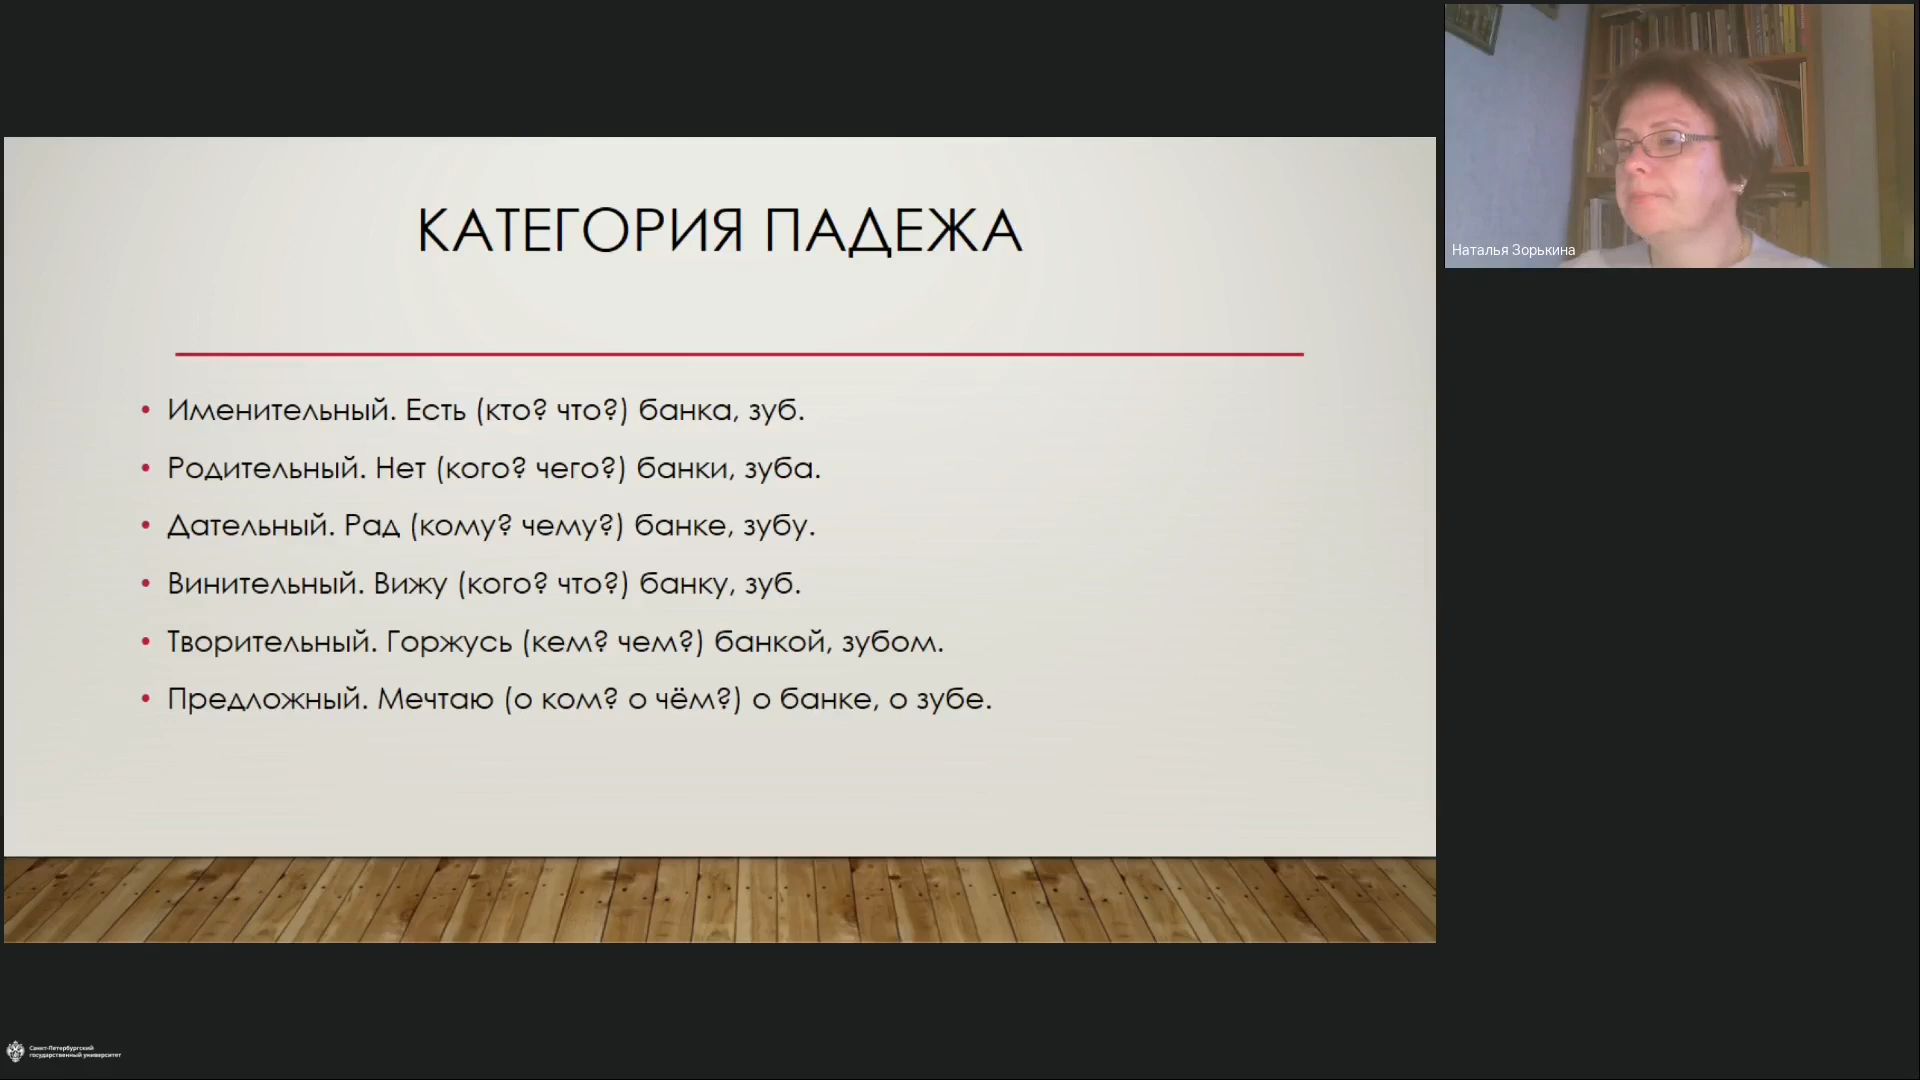 КАТЕГОРИЯ ПАДЕЖА
• Именительный. Есть (кто? что?) банка, зуб.
• Родительный. Нет (кого? чего?) банки, зуба.
• Дательный. Рад (кому? чему?) банке, зубу.
• Винительный. Вижу (кого? что?) банку, зуб.
• Творительный. Горжусь (кем? чем?) банкой, зубом.
• Предложный. Мечтаю (о ком? о чём?) о банке, о зубе.
Наталья Зорькина
Санкт-Петербургский
государственный университет